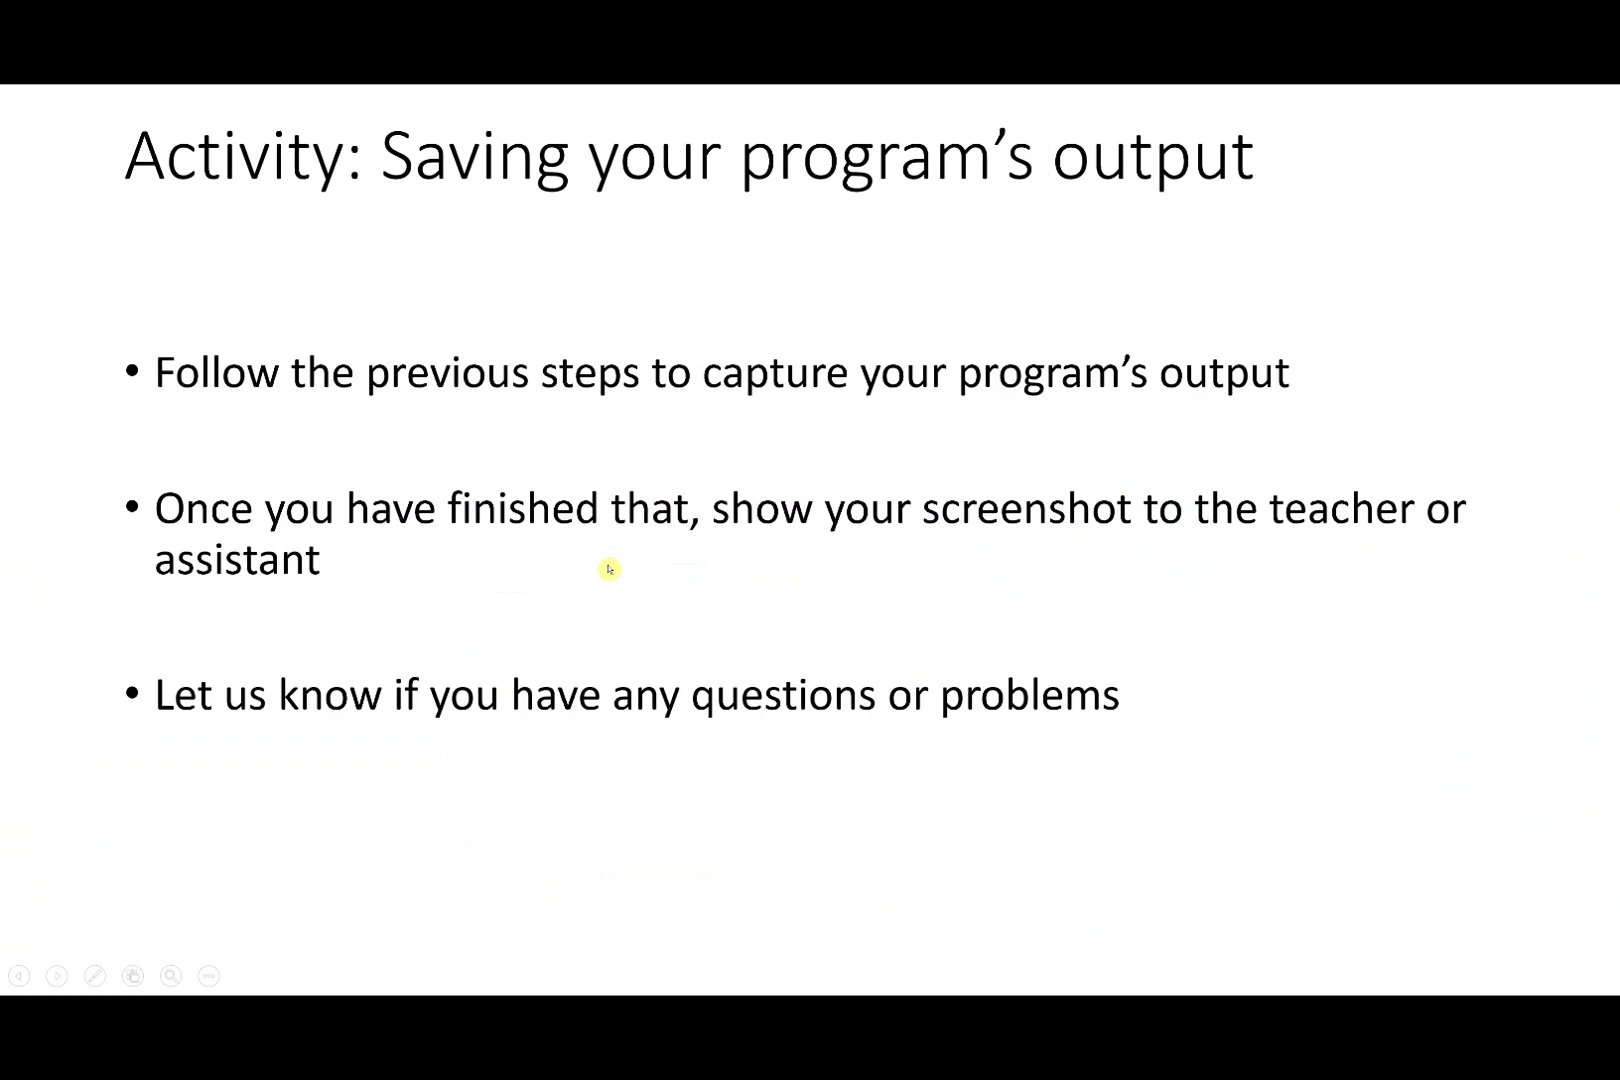 Activity: Saving your program’s output
• Follow the previous steps to capture your program’s output
• Once you have finished that, show your screenshot to the teacher or
assistant
• Let us know if you have any questions or problems